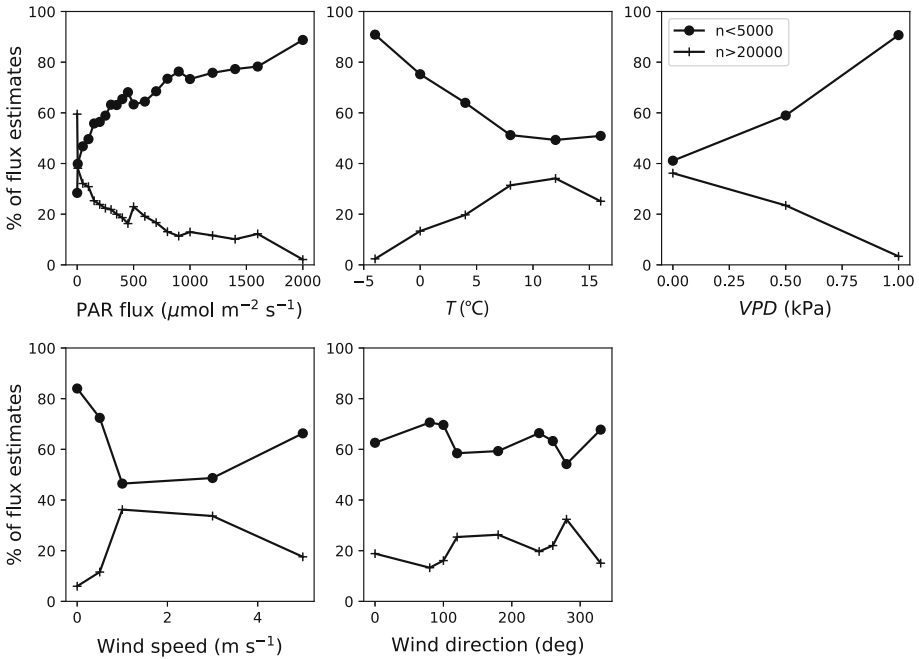 % of flux estimates
100
80
60
40
20
0
0 500 1000 1500 2000
PAR flux (μmol m⁻² s⁻¹)
100
80
60
40
20
0
−5 0 5 10 15
T (°C)
100
80
60
40
20
0
n<5000
n>20000
0.00 0.25 0.50 0.75 1.00
VPD (kPa)
% of flux estimates
100
80
60
40
20
0
0 2 4
Wind speed (m s⁻¹)
100
80
60
40
20
0
0 100 200 300
Wind direction (deg)